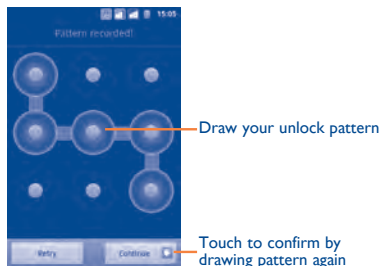 15:05
Pattern recorded!
Draw your unlock pattern
Retry
Continue
Touch to confirm by
drawing pattern again